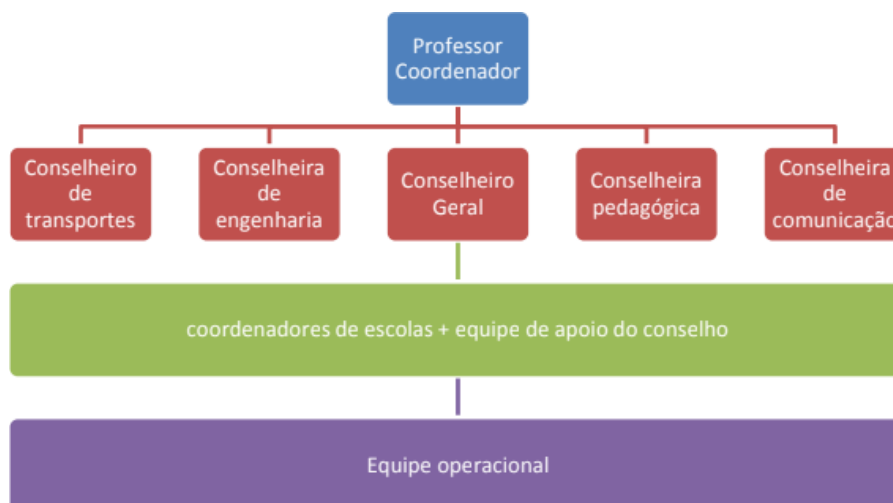 Professor
Coordenador
Conselheiro
de
transportes
Conselheira
de
engenharia
Conselheiro
Geral
Conselheira
pedagógica
Conselheira
de
comunicação
coordenadores de escolas + equipe de apoio do conselho
Equipe operacional